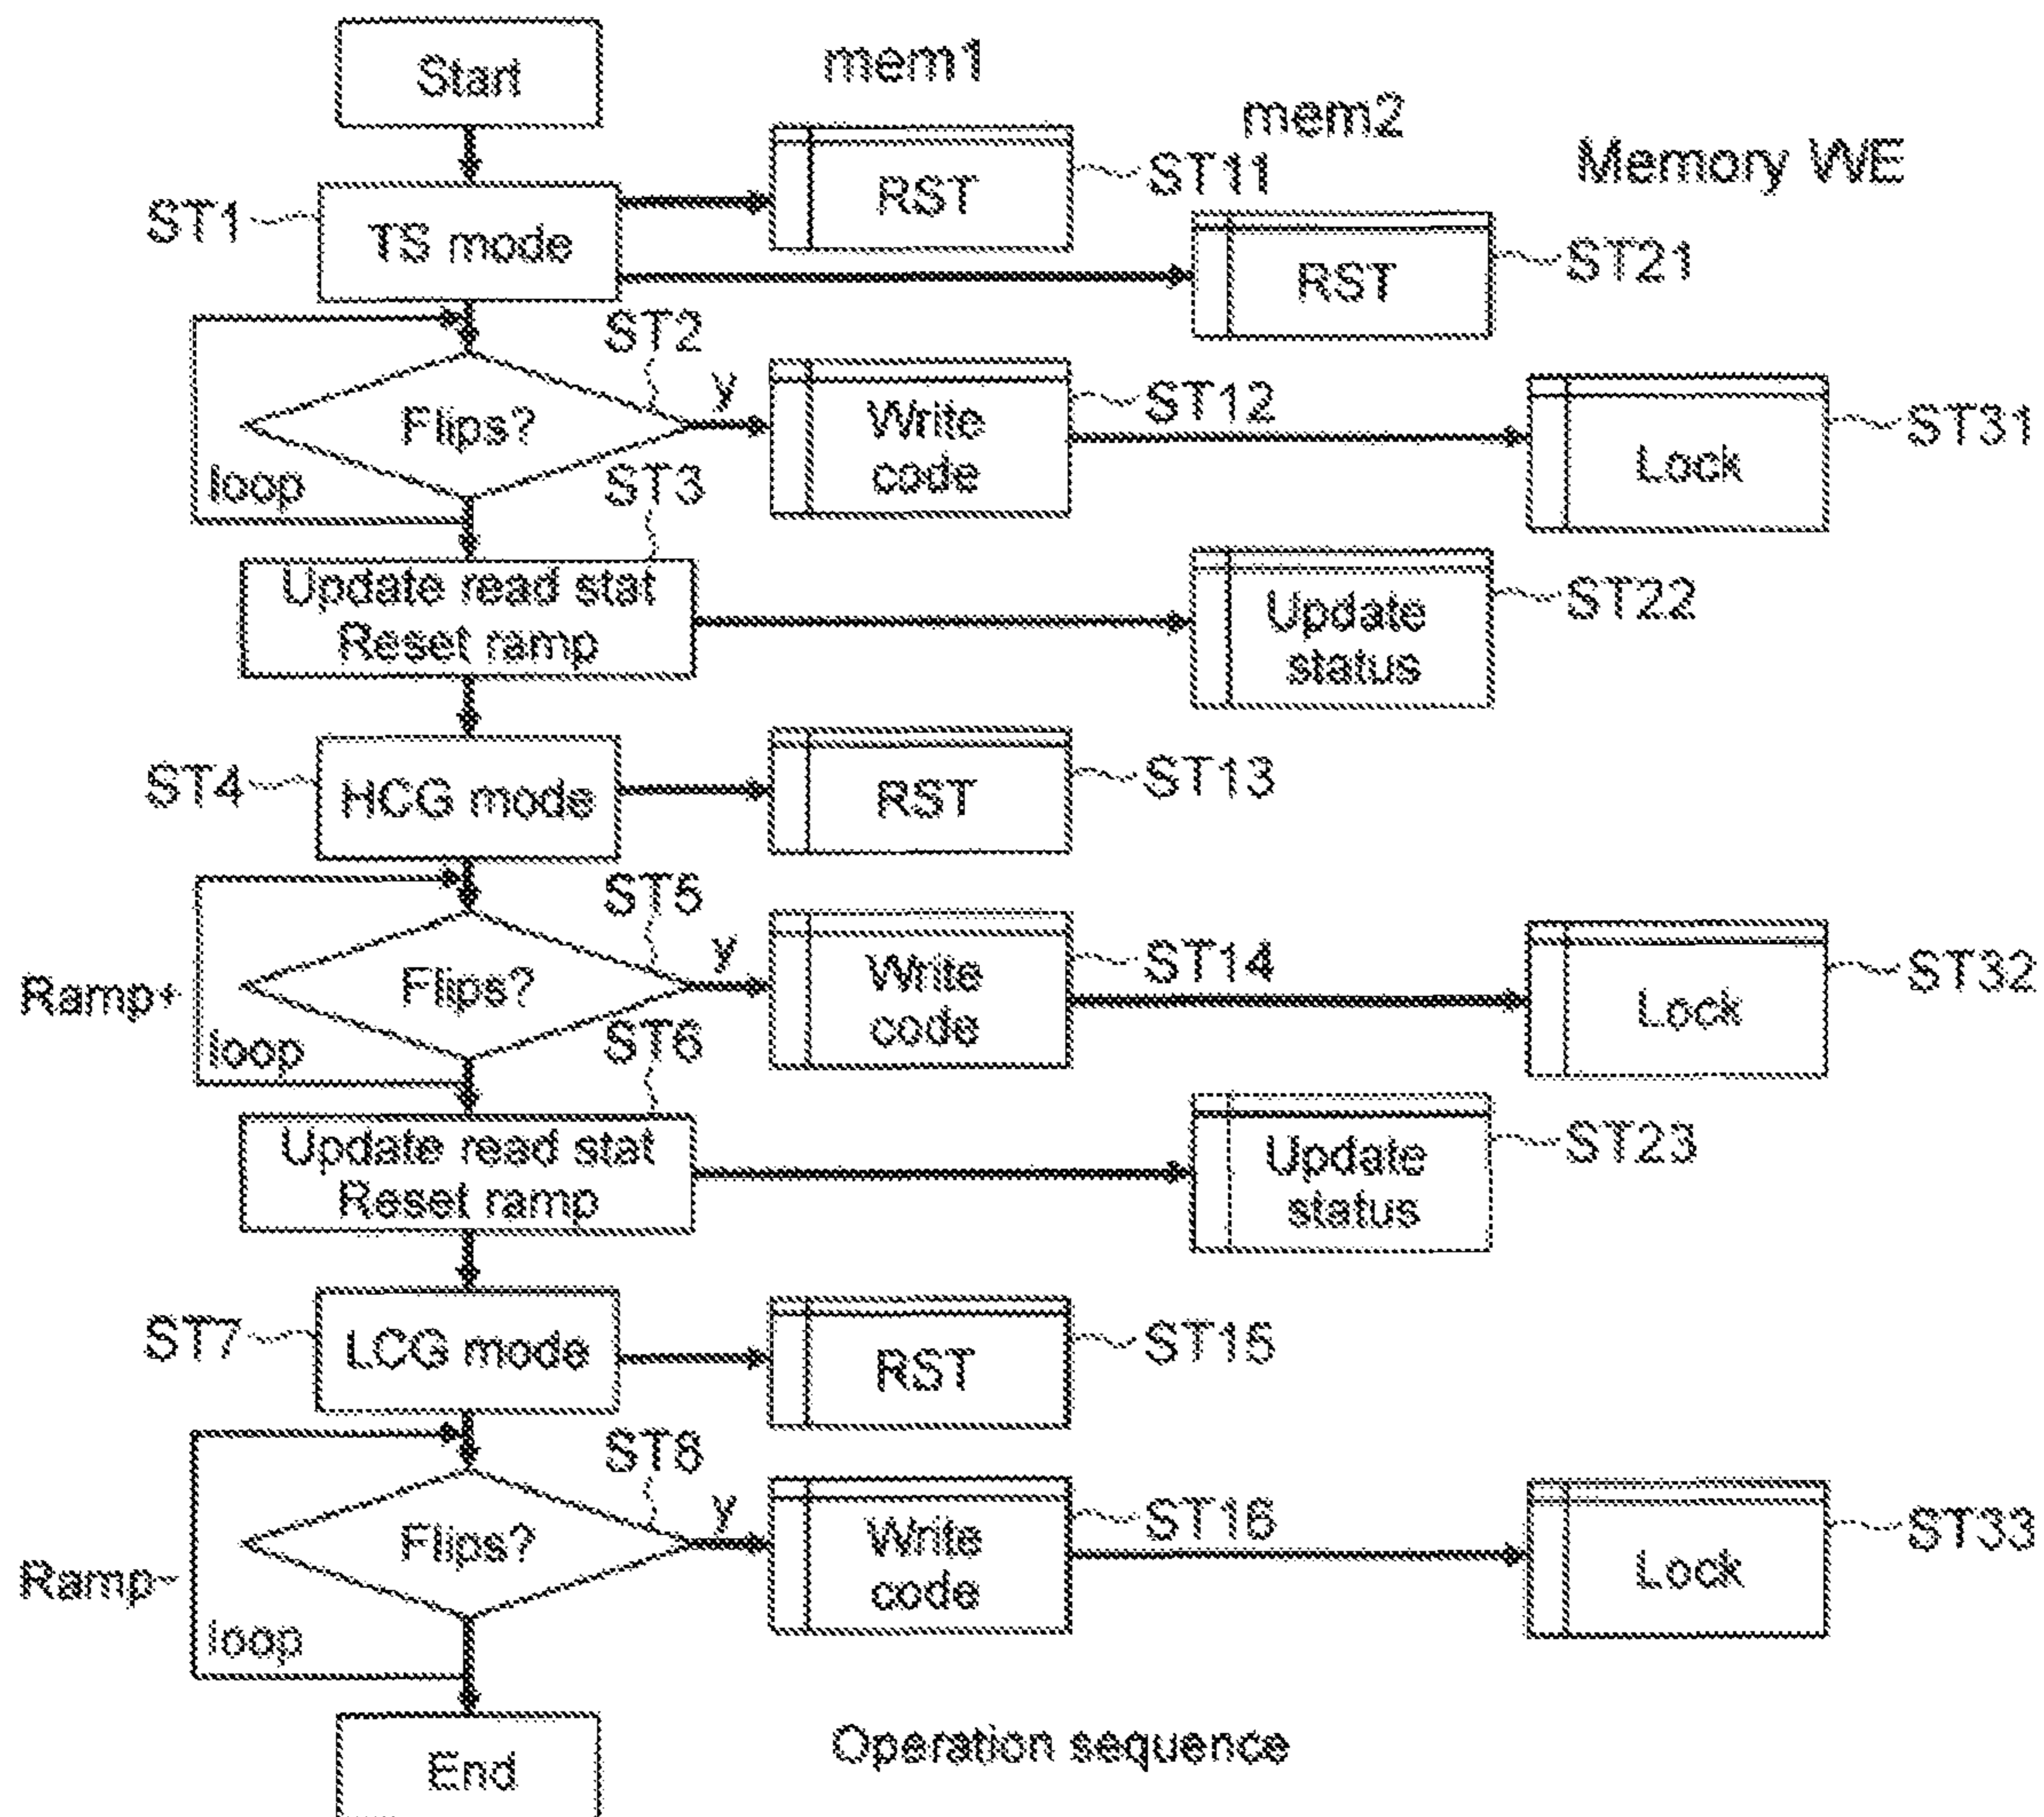 Start
mem1
mem2
Memory WE
ST1
TS mode
RST
ST11
RST
ST21
ST2
Flips?
y
loop
Write
code
ST12
Lock
ST31
ST3
Update read stat
Reset ramp
Update
status
ST22
ST4
HCG mode
RST
ST13
ST5
Ramp+
Flips?
y
loop
Write
code
ST14
Lock
ST32
ST6
Update read stat
Reset ramp
Update
status
ST23
ST7
LCG mode
RST
ST15
ST8
Ramp-
Flips?
y
loop
Write
code
ST16
Lock
ST33
End
Operation sequence